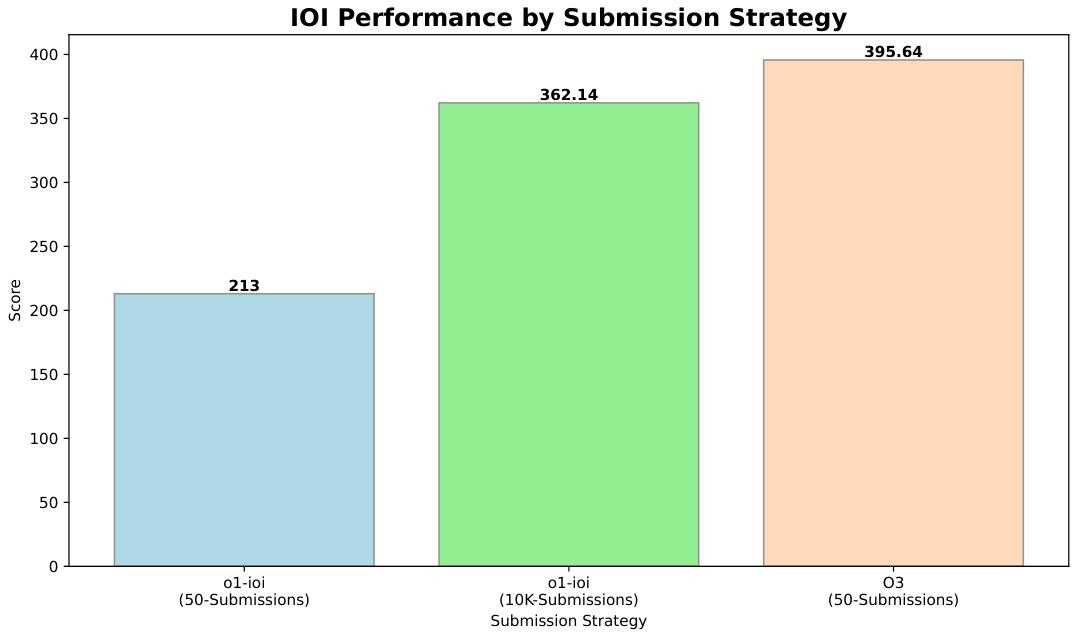 IOI Performance by Submission Strategy
Score
400
350
300
250
200
150
100
50
0
213
362.14
395.64
o1-ioi
(50-Submissions)
o1-ioi
(10K-Submissions)
O3
(50-Submissions)
Submission Strategy